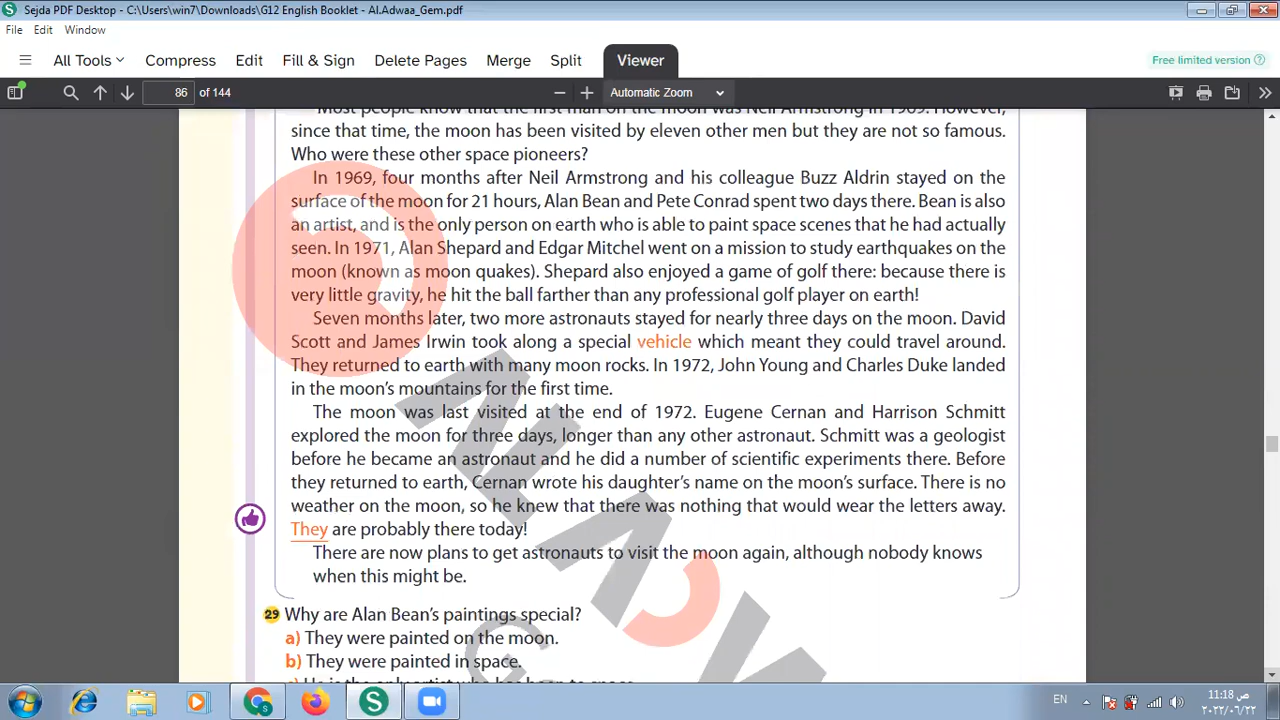 Sejda PDF Desktop - C:\Users\win7\Downloads\G12 English Booklet - Al.Adwaa_Gem.pdf
File Edit Window
All Tools Compress Edit Fill & Sign Delete Pages Merge Split Viewer Free limited version
86 of 144 Automatic Zoom
Most people know that the first man on the moon was Neil Armstrong in 1969. However,
since that time, the moon has been visited by eleven other men but they are not so famous.
Who were these other space pioneers?
In 1969, four months after Neil Armstrong and his colleague Buzz Aldrin stayed on the
surface of the moon for 21 hours, Alan Bean and Pete Conrad spent two days there. Bean is also
an artist, and is the only person on earth who is able to paint space scenes that he had actually
seen. In 1971, Alan Shepard and Edgar Mitchel went on a mission to study earthquakes on the
moon (known as moon quakes). Shepard also enjoyed a game of golf there: because there is
very little gravity, he hit the ball farther than any professional golf player on earth!
Seven months later, two more astronauts stayed for nearly three days on the moon. David
Scott and James Irwin took along a special vehicle which meant they could travel around.
They returned to earth with many moon rocks. In 1972, John Young and Charles Duke landed
in the moon's mountains for the first time.
The moon was last visited at the end of 1972. Eugene Cernan and Harrison Schmitt
explored the moon for three days, longer than any other astronaut. Schmitt was a geologist
before he became an astronaut and he did a number of scientific experiments there. Before
they returned to earth, Cernan wrote his daughter's name on the moon's surface. There is no
weather on the moon, so he knew that there was nothing that would wear the letters away.
They are probably there today!
There are now plans to get astronauts to visit the moon again, although nobody knows
when this might be.
29 Why are Alan Bean's paintings special?
a) They were painted on the moon.
b) They were painted in space.
c) He is the only artist who has been to space.
EN
11:18 ص
٢٠٢٢/٠٦/٢٢